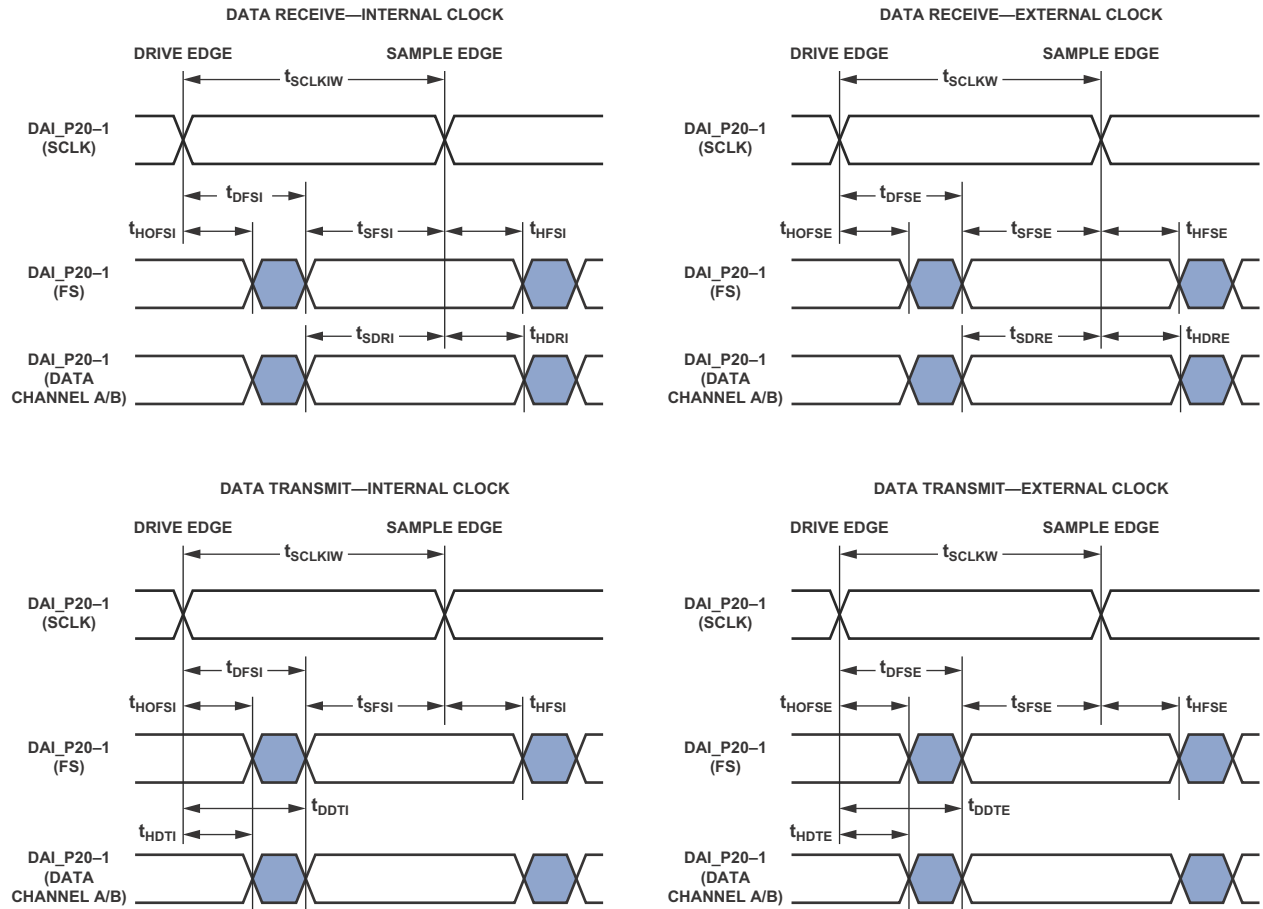 DATA RECEIVE—INTERNAL CLOCK
DRIVE EDGE
SAMPLE EDGE
tSCLKIW
DAI_P20–1
(SCLK)
tDFSI
tHOFSI
tSFSI
tHFSI
DAI_P20–1
(FS)
tSDRI
tHDRI
DAI_P20–1
(DATA
CHANNEL A/B)
DATA RECEIVE—EXTERNAL CLOCK
DRIVE EDGE
SAMPLE EDGE
tSCLKW
DAI_P20–1
(SCLK)
tDFSE
tHOFSE
tSFSE
tHFSE
DAI_P20–1
(FS)
tSDRE
tHDRE
DAI_P20–1
(DATA
CHANNEL A/B)
DATA TRANSMIT—INTERNAL CLOCK
DRIVE EDGE
SAMPLE EDGE
tSCLKIW
DAI_P20–1
(SCLK)
tDFSI
tHOFSI
tSFSI
tHFSI
DAI_P20–1
(FS)
tDDTI
tHDTI
DAI_P20–1
(DATA
CHANNEL A/B)
DATA TRANSMIT—EXTERNAL CLOCK
DRIVE EDGE
SAMPLE EDGE
tSCLKW
DAI_P20–1
(SCLK)
tDFSE
tHOFSE
tSFSE
tHFSE
DAI_P20–1
(FS)
tDDTE
tHDTE
DAI_P20–1
(DATA
CHANNEL A/B)